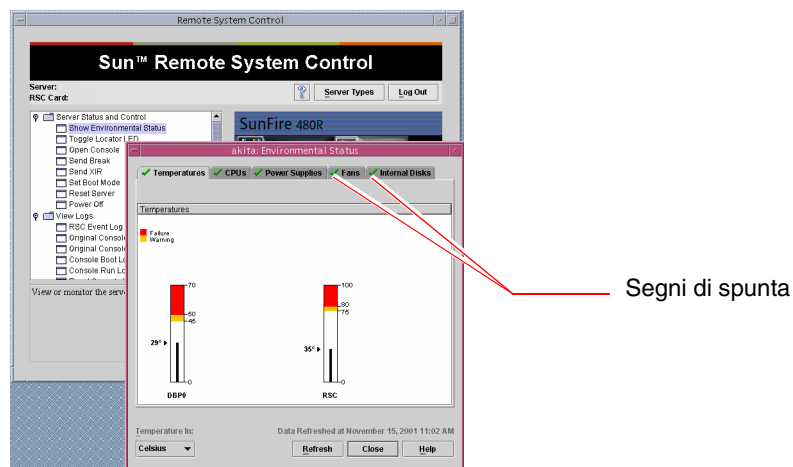 Remote System Control
Sun™ Remote System Control
Server:
RSC Card:
Server Types
Log Out
Server Status and Control
Show Environmental Status
Toggle Locator LED
Open Console
Send Break
Send XIR
Set Boot Mode
Reset Server
Power Off
View Logs
RSC Event Log
Original Consol
Original Consol
Console Boot Lo
Console Run Lo
View or monitor the serv
SunFire 480R
akita: Environmental Status
Temperatures
CPUs
Power Supplies
Fans
Internal Disks
Temperatures
Failure
Warning
70
50
45
29°
0
DBP0
100
80
75
35°
0
RSC
Segni di spunta
Temperature In:
Data Refreshed at November 15, 2001 11:02 AM
Celsius
Refresh
Close
Help